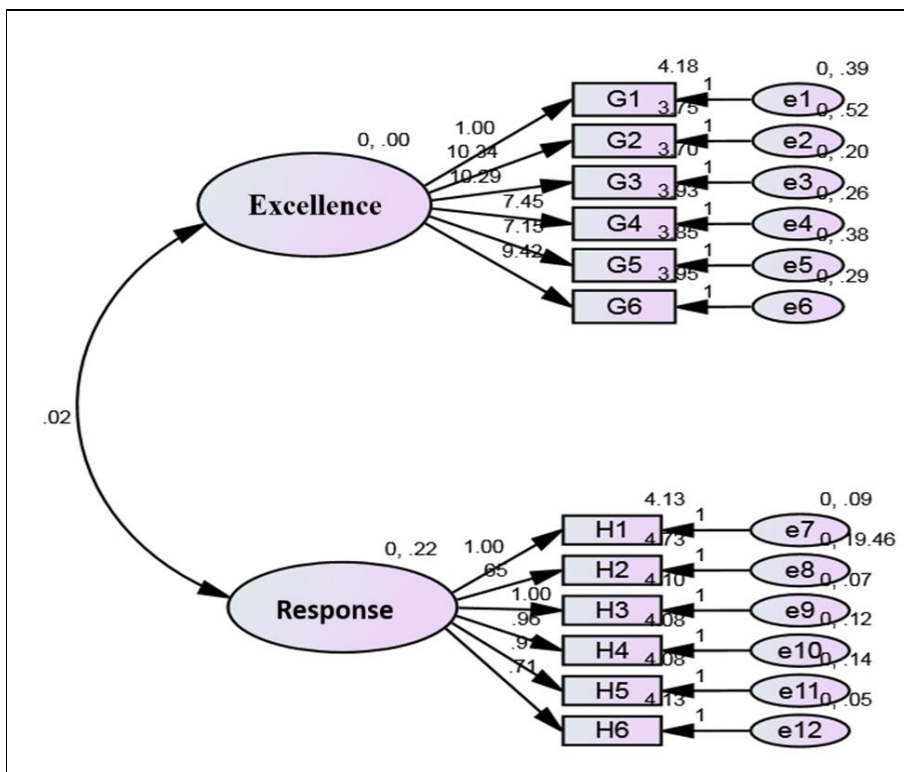 4.18
0, .39
1
G1
e1
1.00
3.75
0, .52
1
G2
e2
0, .00
10.34
3.70
0, .20
1
G3
e3
10.29
3.93
0, .26
1
G4
e4
Excellence
7.45
3.85
0, .38
1
G5
e5
7.15
3.95
0, .29
1
G6
e6
9.42
.02
4.13
0, .09
1
H1
e7
0, .22
1.00
4.73
0, 19.46
1
H2
e8
.65
4.10
0, .07
1
H3
e9
Response
1.00
4.08
0, .12
1
H4
e10
4.08
0, .14
1
H5
e11
4.13
0, .05
1
H6
e12
.71